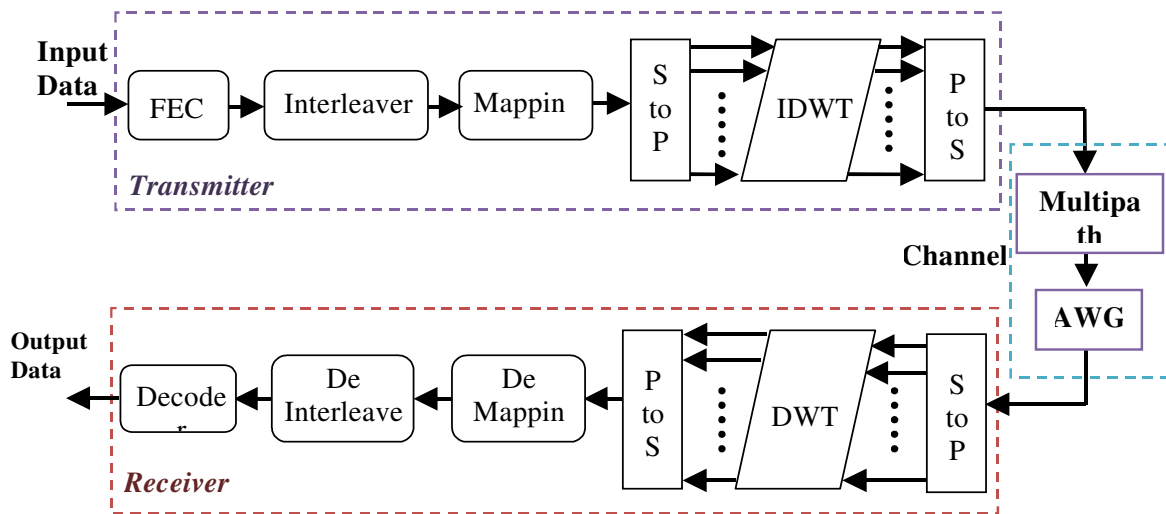 Input
Data
FEC
Interleaver
Mappin
S
to
P
IDWT
P
to
S
Transmitter
Multipa
th
Channel
AWG
Output
Data
Decode
r
De
Interleave
De
Mappin
P
to
S
DWT
S
to
P
Receiver